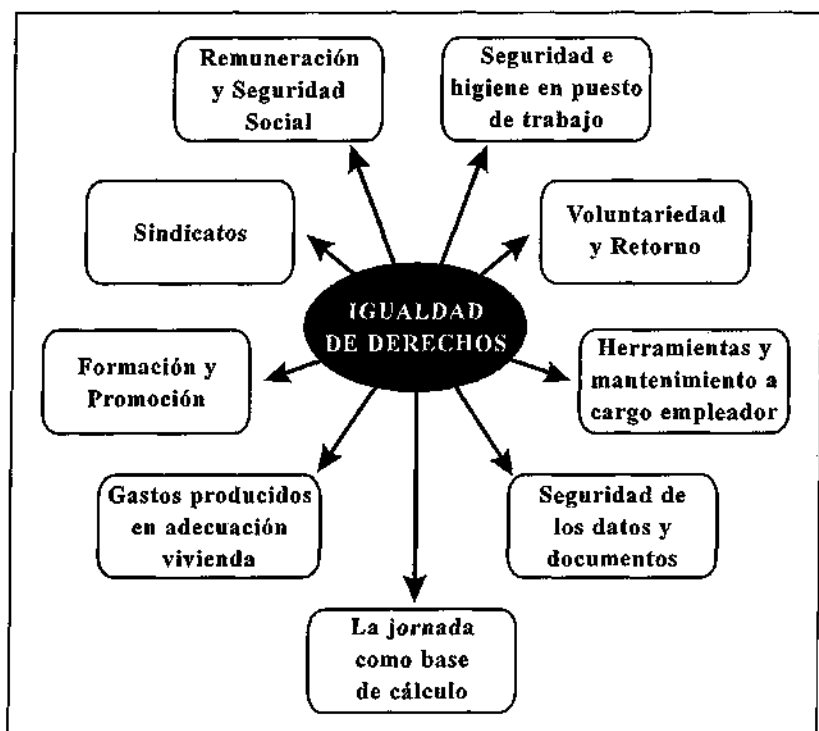 Remuneración
y Seguridad
Social
Seguridad e
higiene en puesto
de trabajo
Sindicatos
Voluntariedad
y Retorno
IGUALDAD
DE DERECHOS
Formación y
Promoción
Herramientas y
mantenimiento a
cargo empleador
Gastos producidos
en adecuación
vivienda
Seguridad de
los datos y
documentos
La jornada
como base
de cálculo